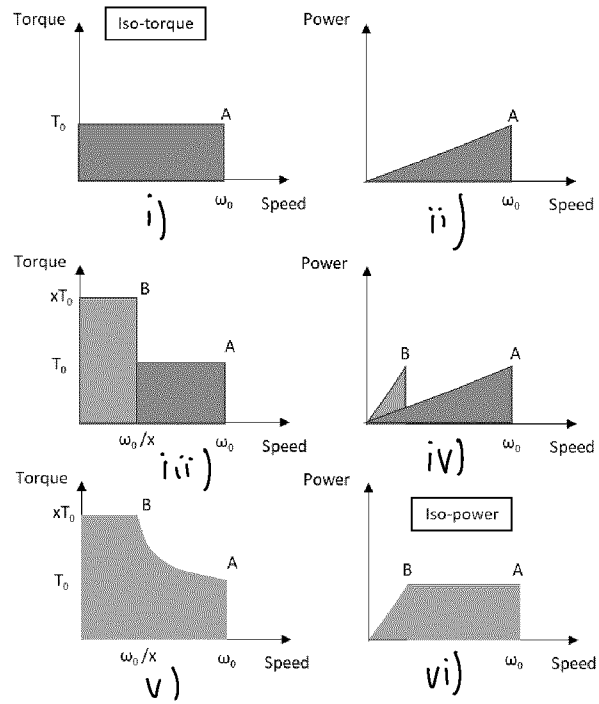 Torque
Iso-torque
Power
A
A
T₀
ω₀ Speed
ω₀ Speed
i)
ii)
Torque
Power
xT₀
B
B
A
A
T₀
ω₀/x
ω₀ Speed
ω₀ Speed
iii)
iv)
Torque
Power
xT₀
B
Iso-power
A
B
A
T₀
ω₀/x
ω₀ Speed
ω₀ Speed
v)
vi)